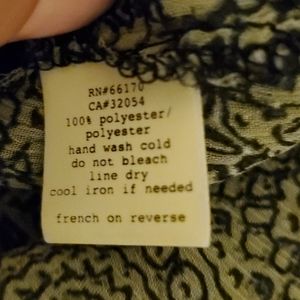 RN#66170
CA#32054
100% polyester/
polyester
hand wash cold
do not bleach
line dry
cool iron if needed
french on reverse